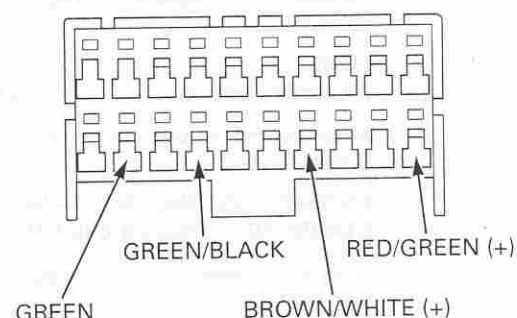 GREEN/BLACK
RED/GREEN (+)
GREEN
BROWN/WHITE (+)